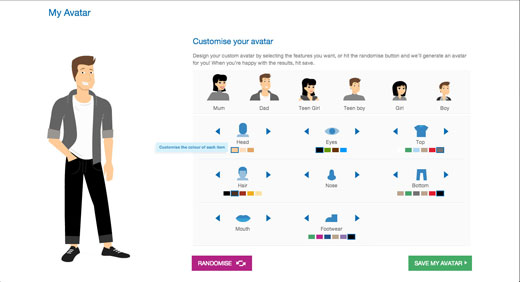 My Avatar
Customise your avatar
Design your custom avatar by selecting the features you want, or hit the randomise button and we'll generate an avatar
for you! When you're happy with the results, hit save.
Mum Dad Teen Girl Teen boy Girl Boy
Head Eyes Top
Customise the colour of each item
Hair Nose Bottom
Mouth Footwear
RANDOMISE SAVE MY AVATAR